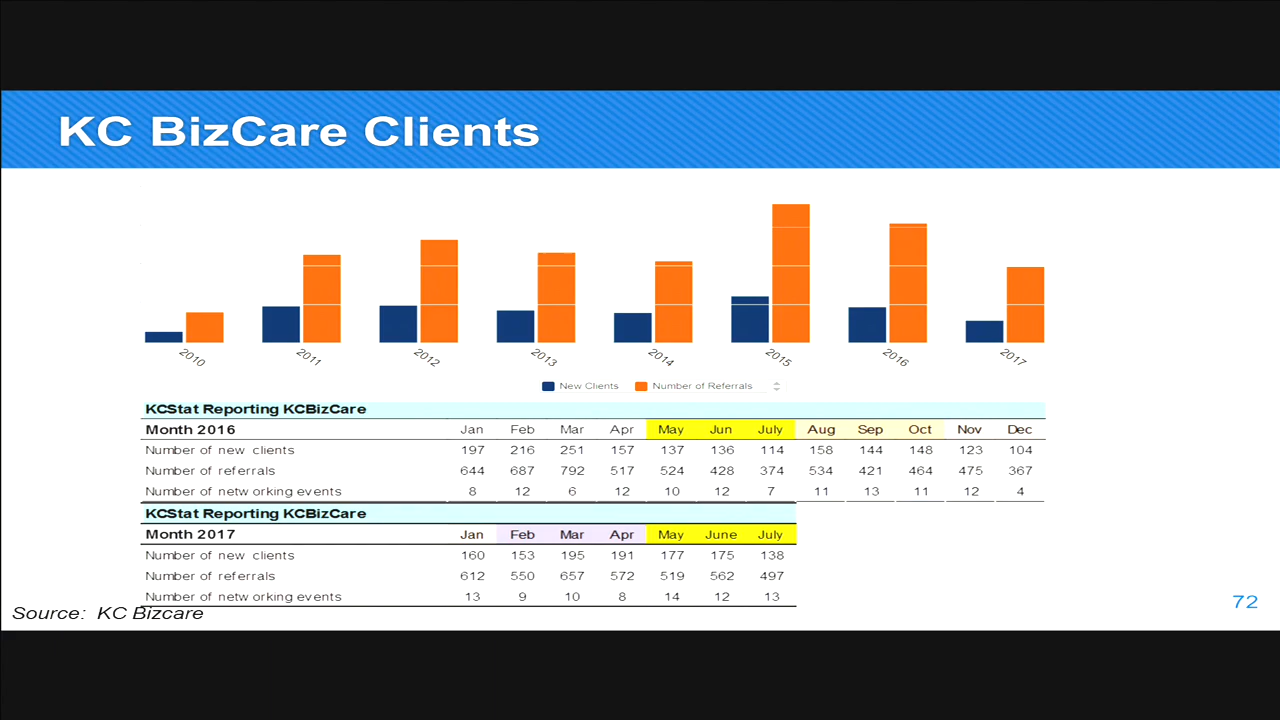 KC BizCare Clients
2010 2011 2012 2013 2014 2015 2016 2017
New Clients Number of Referrals
KCStat Reporting KCBizCare
Month 2016 Jan Feb Mar Apr May Jun July Aug Sep Oct Nov Dec
Number of new clients 197 216 251 157 137 136 114 158 144 148 123 104
Number of referrals 644 687 792 517 524 428 374 534 421 464 475 367
Number of netw orking events 8 12 6 12 10 12 7 11 13 11 12 4
KCStat Reporting KCBizCare
Month 2017 Jan Feb Mar Apr May June July
Number of new clients 160 153 195 191 177 175 138
Number of referrals 612 550 657 572 519 562 497
Number of netw orking events 13 9 10 8 14 12 13
Source: KC Bizcare
72